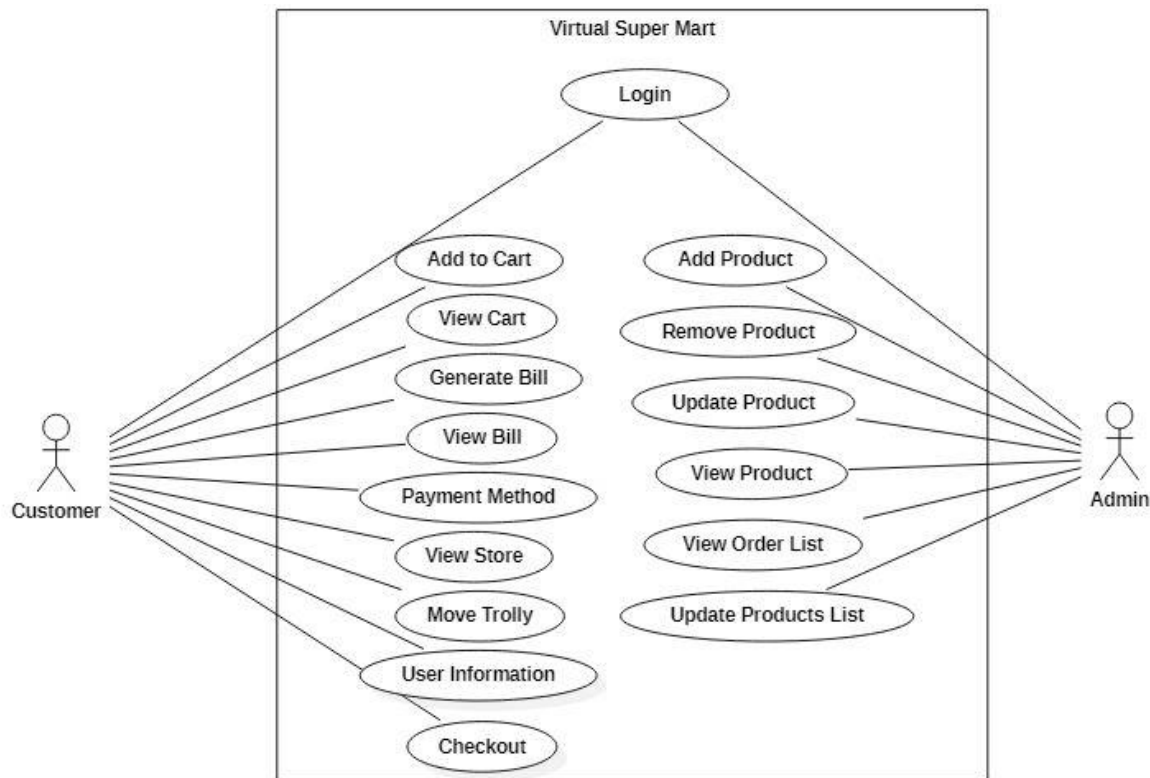 Virtual Super Mart
Login
Add to Cart
View Cart
Generate Bill
View Bill
Payment Method
View Store
Move Trolly
User Information
Checkout
Add Product
Remove Product
Update Product
View Product
View Order List
Update Products List
Customer
Admin